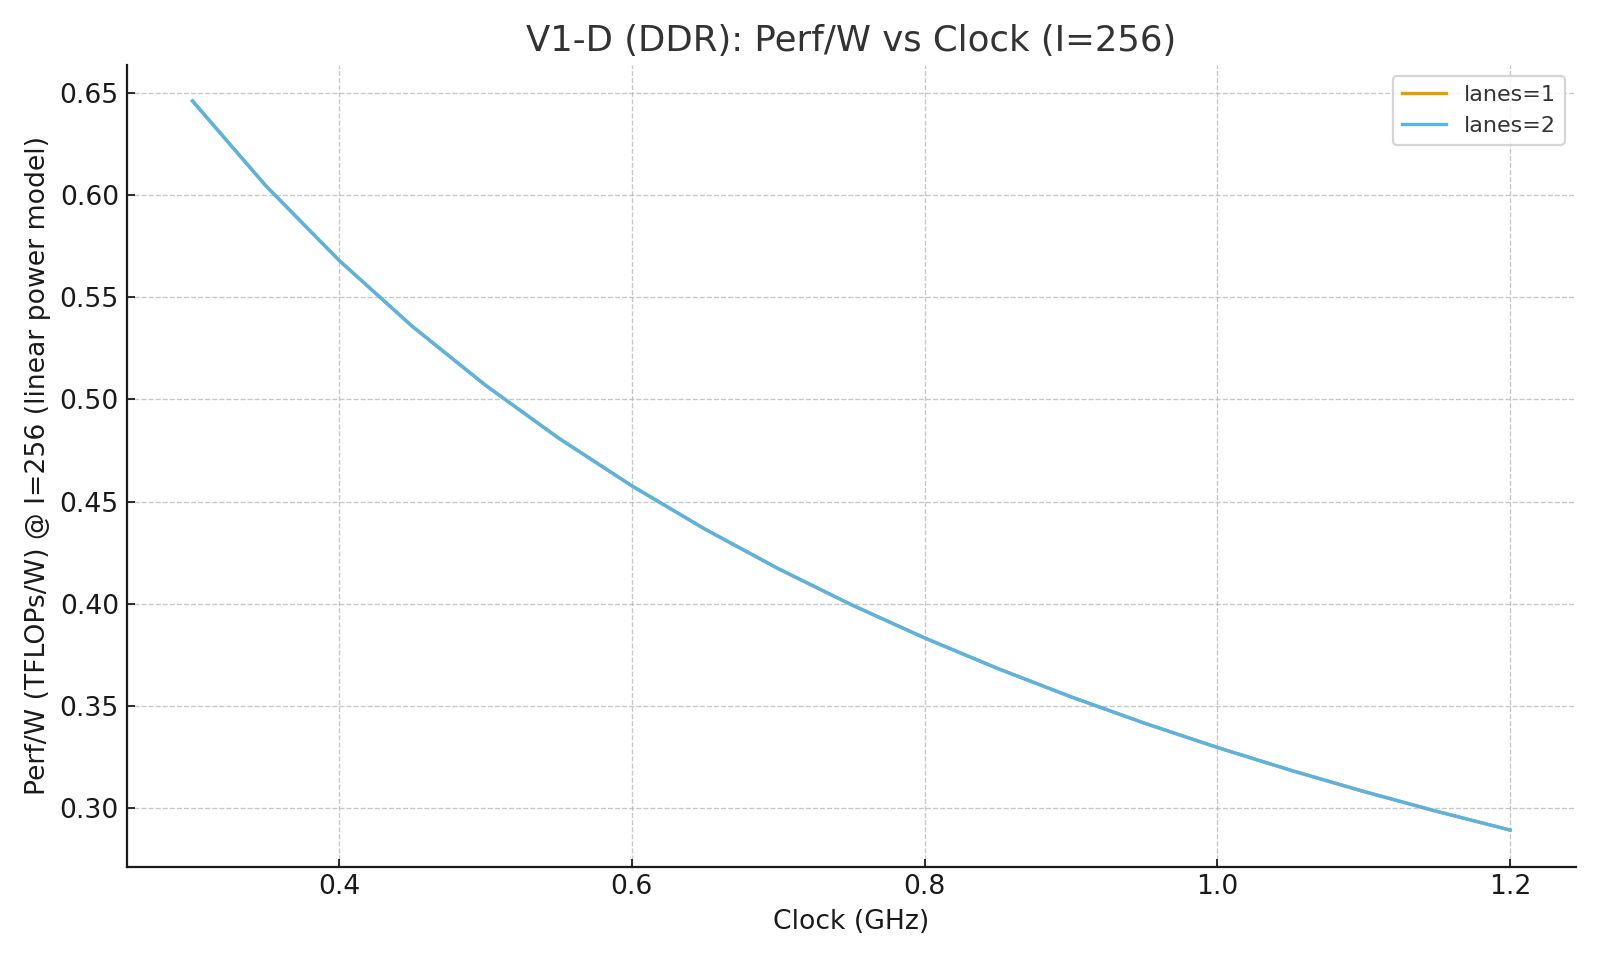 V1-D (DDR): Perf/W vs Clock (I=256)
Perf/W (TFLOPs/W) @ I=256 (linear power model)
0.65
0.60
0.55
0.50
0.45
0.40
0.35
0.30
lanes=1
lanes=2
0.4
0.6
0.8
1.0
1.2
Clock (GHz)